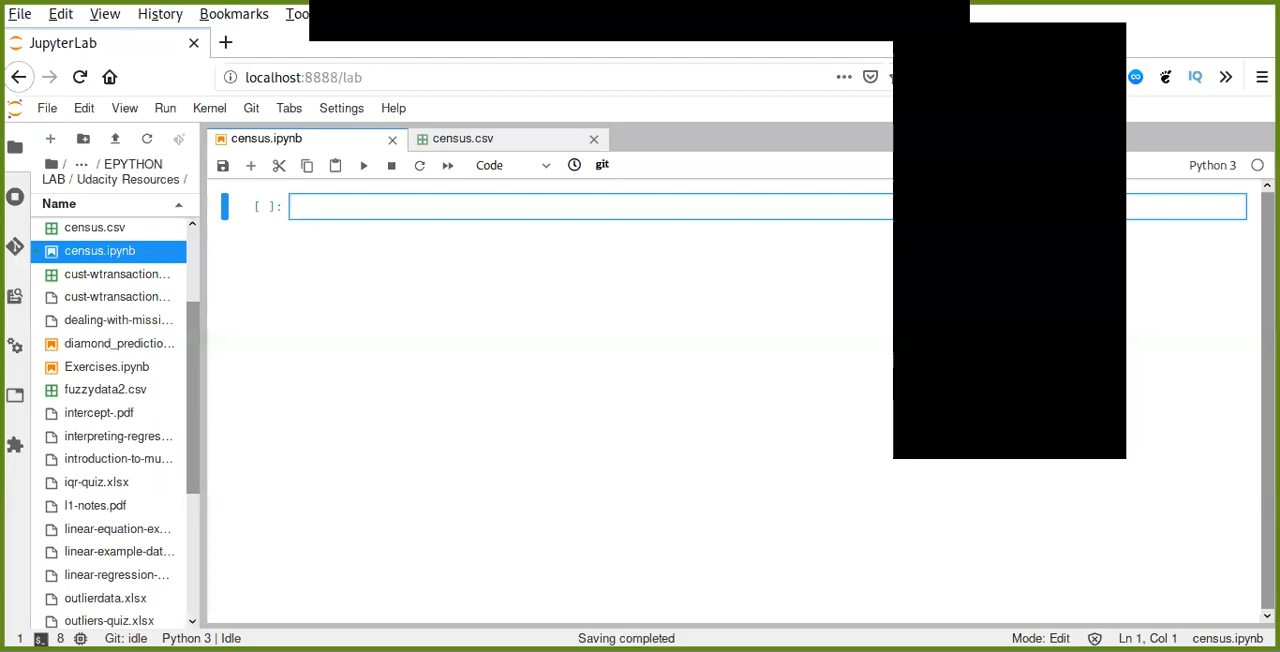 File Edit View History Bookmarks
JupyterLab
localhost:8888/lab
IQ
File Edit View Run Kernel Git Tabs Settings Help
census.ipynb
census.csv
Code
git
Python 3
/ ... / EPYTHON
LAB / Udacity Resources /
Name
census.csv
census.ipynb
cust-wtransaction...
cust-wtransaction...
dealing-with-missi...
diamond_predictio...
Exercises.ipynb
fuzzydata2.csv
intercept-.pdf
interpreting-regres...
introduction-to-mu...
iqr-quiz.xlsx
l1-notes.pdf
linear-equation-ex...
linear-example-dat...
linear-regression-...
outlierdata.xlsx
outliers-quiz.xlsx
[ ]:
1 8 Git: idle Python 3 | Idle Saving completed Mode: Edit Ln 1, Col 1 census.ipynb